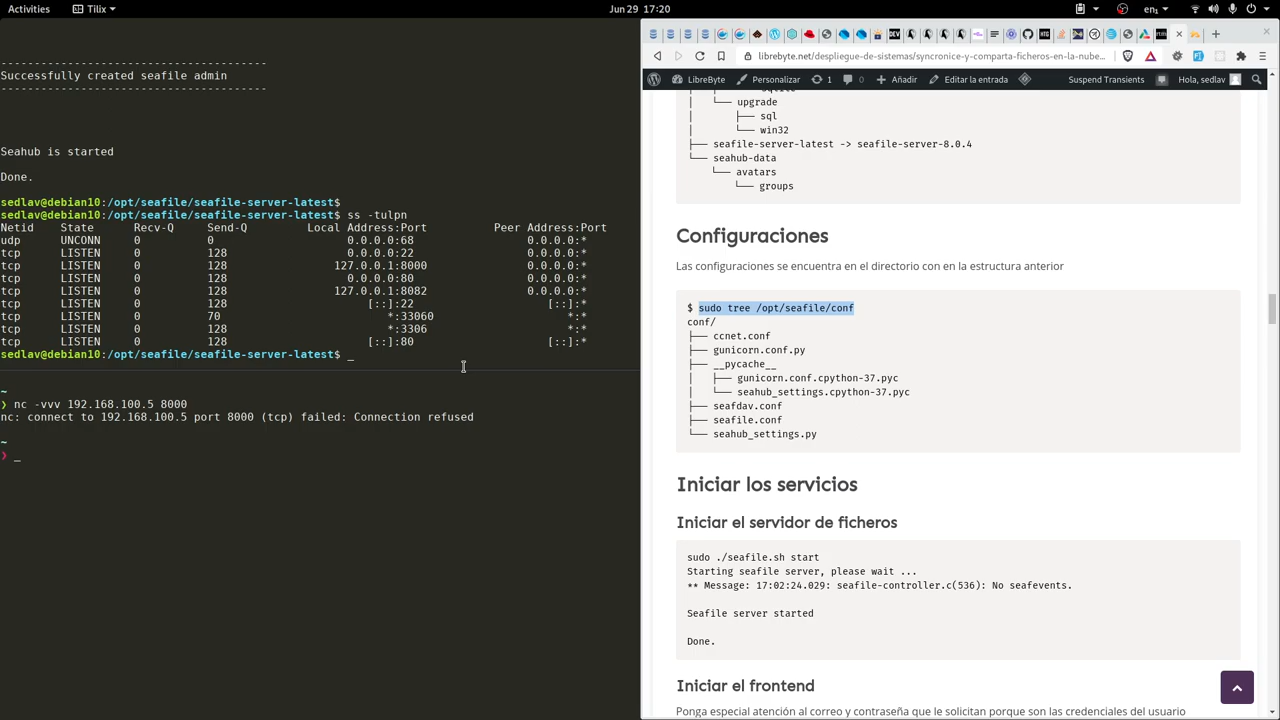 Activities
Tilix
Jun 29 17:20
en₁
----------------------------------------
Successfully created seafile admin
----------------------------------------
Seahub is started
Done.
sedlav@debian10:/opt/seafile/seafile-server-latest$
sedlav@debian10:/opt/seafile/seafile-server-latest$ ss -tulpn
Netid State Recv-Q Send-Q Local Address:Port Peer Address:Port
udp UNCONN 0 0 0.0.0.0:68 0.0.0.0:*
tcp LISTEN 0 128 0.0.0.0:22 0.0.0.0:*
tcp LISTEN 0 128 127.0.0.1:8000 0.0.0.0:*
tcp LISTEN 0 128 0.0.0.0:80 0.0.0.0:*
tcp LISTEN 0 128 127.0.0.1:8082 0.0.0.0:*
tcp LISTEN 0 128 [::]:22 [::]:*
tcp LISTEN 0 70 *:33060 *:*
tcp LISTEN 0 128 *:3306 *:*
tcp LISTEN 0 128 [::]:80 [::]:*
sedlav@debian10:/opt/seafile/seafile-server-latest$ _
~
❯ nc -vvv 192.168.100.5 8000
nc: connect to 192.168.100.5 port 8000 (tcp) failed: Connection refused
~
❯ _
librebyte.net/despliegue-de-sistemas/syncronice-y-comparta-ficheros-en-la-nube...
LibreByte
Personalizar
1
0
Añadir
Editar la entrada
Suspend Transients
Hola, sedlav
│ └── upgrade
│ ├── sql
│ └── win32
├── seafile-server-latest -> seafile-server-8.0.4
└── seahub-data
└── avatars
└── groups
Configuraciones
Las configuraciones se encuentra en el directorio con en la estructura anterior
$ sudo tree /opt/seafile/conf
conf/
├── ccnet.conf
├── gunicorn.conf.py
├── __pycache__
│ ├── gunicorn.conf.cpython-37.pyc
│ └── seahub_settings.cpython-37.pyc
├── seafdav.conf
├── seafile.conf
└── seahub_settings.py
Iniciar los servicios
Iniciar el servidor de ficheros
sudo ./seafile.sh start
Starting seafile server, please wait ...
** Message: 17:02:24.029: seafile-controller.c(536): No seafevents.
Seafile server started
Done.
Iniciar el frontend
Ponga especial atención al correo y contraseña que le solicitan porque son las credenciales del usuario